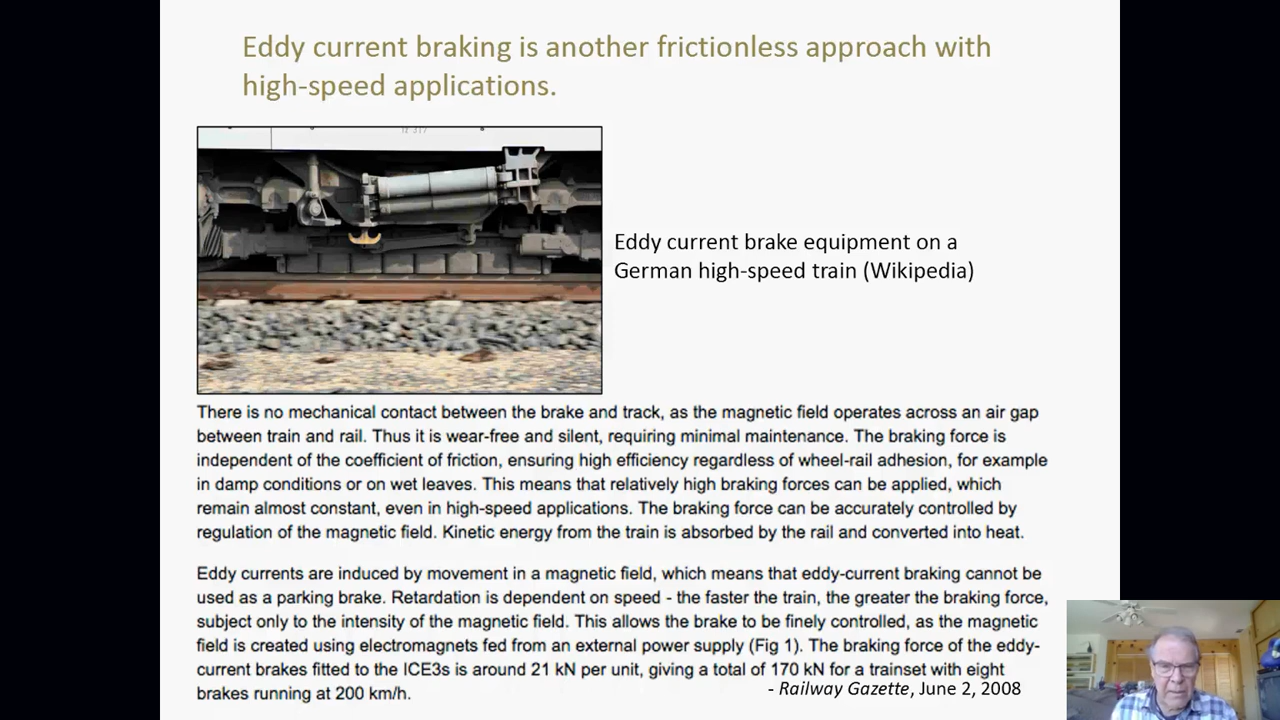 Eddy current braking is another frictionless approach with
high-speed applications.
Eddy current brake equipment on a
German high-speed train (Wikipedia)
There is no mechanical contact between the brake and track, as the magnetic field operates across an air gap
between train and rail. Thus it is wear-free and silent, requiring minimal maintenance. The braking force is
independent of the coefficient of friction, ensuring high efficiency regardless of wheel-rail adhesion, for example
in damp conditions or on wet leaves. This means that relatively high braking forces can be applied, which
remain almost constant, even in high-speed applications. The braking force can be accurately controlled by
regulation of the magnetic field. Kinetic energy from the train is absorbed by the rail and converted into heat.
Eddy currents are induced by movement in a magnetic field, which means that eddy-current braking cannot be
used as a parking brake. Retardation is dependent on speed - the faster the train, the greater the braking force,
subject only to the intensity of the magnetic field. This allows the brake to be finely controlled, as the magnetic
field is created using electromagnets fed from an external power supply (Fig 1). The braking force of the eddy-
current brakes fitted to the ICE3s is around 21 kN per unit, giving a total of 170 kN for a trainset with eight
brakes running at 200 km/h.
- Railway Gazette, June 2, 2008